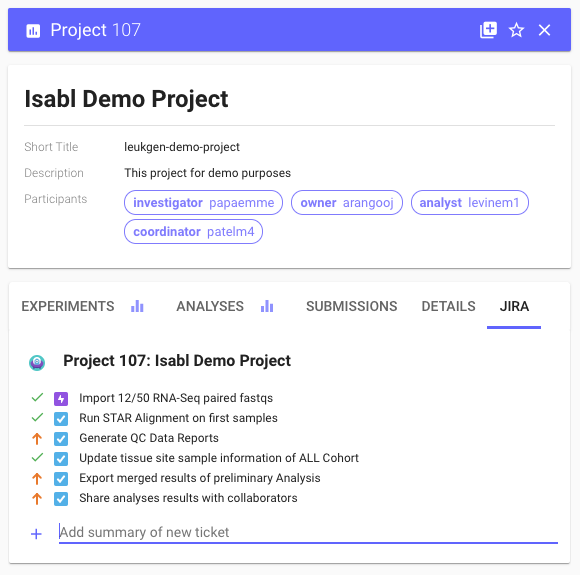 Project 107
Isabl Demo Project
Short Title leukgen-demo-project
Description This project for demo purposes
Participants investigator papaemme owner arangooj analyst levinem1
coordinator patelm4
EXPERIMENTS ANALYSES SUBMISSIONS DETAILS JIRA
Project 107: Isabl Demo Project
Import 12/50 RNA-Seq paired fastqs
Run STAR Alignment on first samples
Generate QC Data Reports
Update tissue site sample information of ALL Cohort
Export merged results of preliminary Analysis
Share analyses results with collaborators
Add summary of new ticket